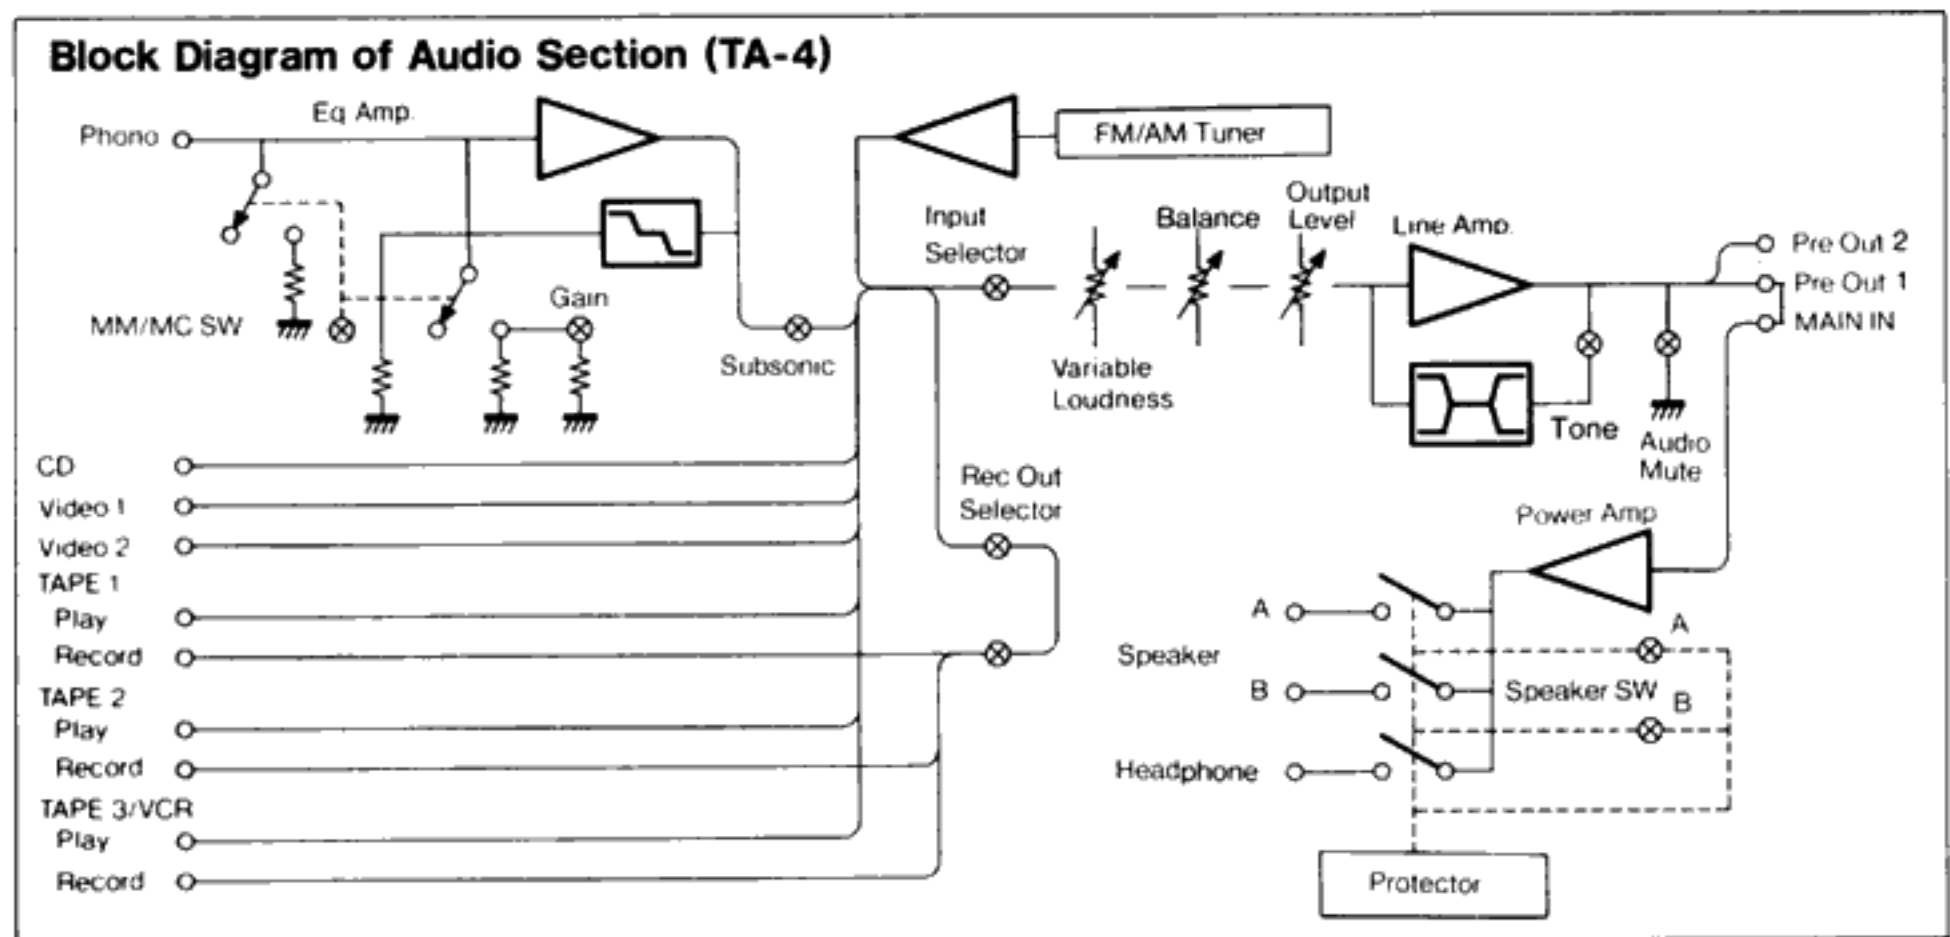 Block Diagram of Audio Section (TA-4)
Eq Amp.
Phono
FM/AM Tuner
Input
Selector
Balance
Output
Level
Line Amp.
Pre Out 2
Pre Out 1
MAIN IN
MM/MC SW
Gain
Subsonic
Variable
Loudness
Tone
Audio
Mute
CD
Video 1
Video 2
TAPE 1
Play
Record
TAPE 2
Play
Record
TAPE 3/VCR
Play
Record
Rec Out
Selector
Power Amp
A
Speaker
B
Headphone
A
Speaker SW
B
Protector